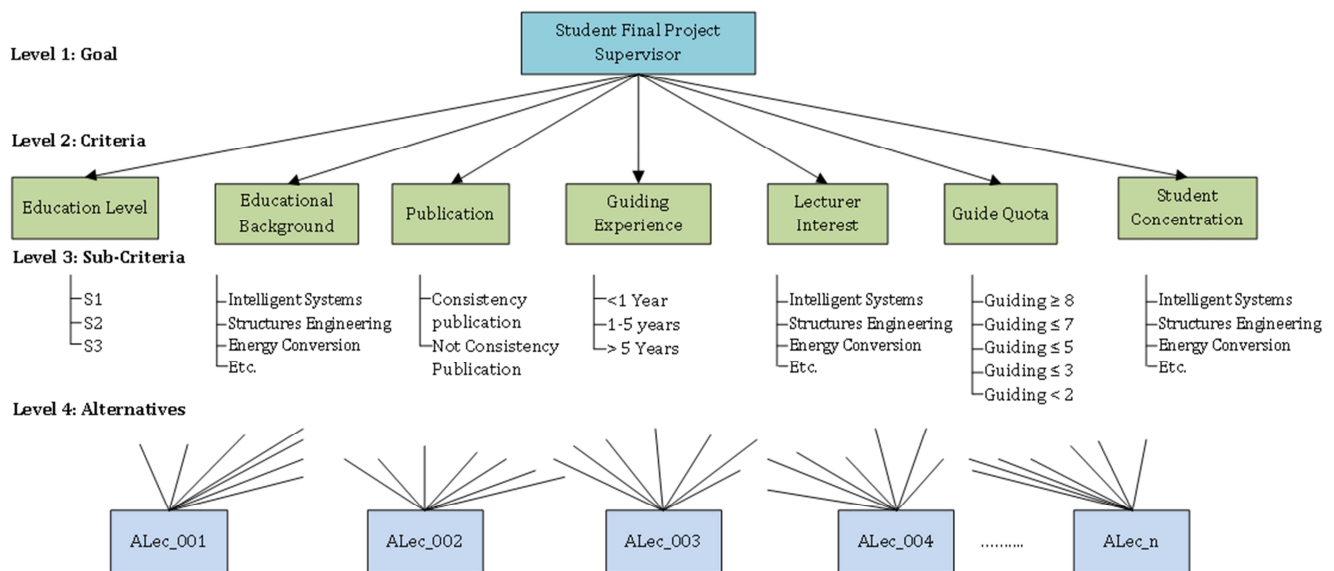 Student Final Project
Supervisor
Level 1: Goal
Level 2: Criteria
Education Level
Educational
Background
Publication
Guiding
Experience
Lecturer
Interest
Guide Quota
Student
Concentration
Level 3: Sub-Criteria
S1
S2
S3
Intelligent Systems
Structures Engineering
Energy Conversion
Etc.
Consistency
publication
Not Consistency
Publication
<1 Year
1-5 years
> 5 Years
Intelligent Systems
Structures Engineering
Energy Conversion
Etc.
Guiding ≥ 8
Guiding ≤ 7
Guiding ≤ 5
Guiding ≤ 3
Guiding < 2
Intelligent Systems
Structures Engineering
Energy Conversion
Etc.
Level 4: Alternatives
ALec_001
ALec_002
ALec_003
ALec_004
..........
ALec_n